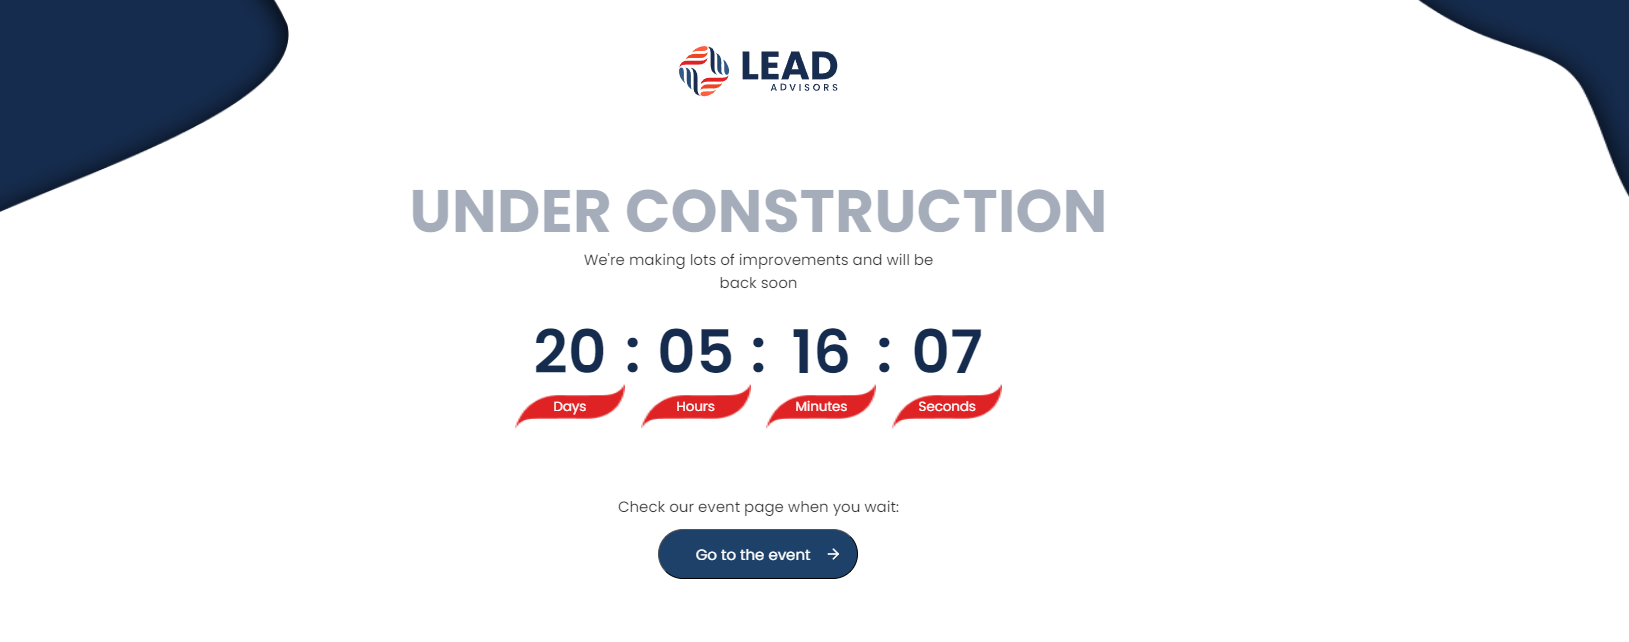 LEAD
ADVISORS
UNDER CONSTRUCTION
We're making lots of improvements and will be
back soon
20 : 05 : 16 : 07
Days Hours Minutes Seconds
Check our event page when you wait:
Go to the event →